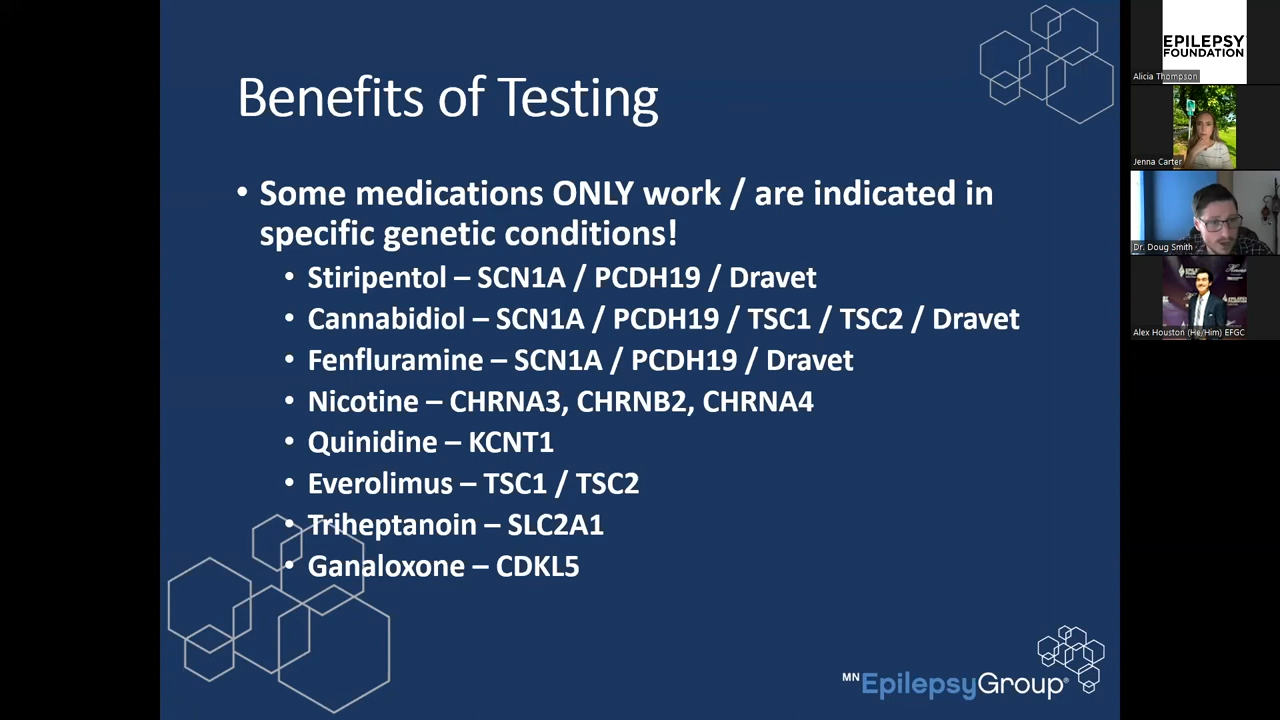 Benefits of Testing
• Some medications ONLY work / are indicated in
specific genetic conditions!
• Stiripentol – SCN1A / PCDH19 / Dravet
• Cannabidiol – SCN1A / PCDH19 / TSC1 / TSC2 / Dravet
• Fenfluramine – SCN1A / PCDH19 / Dravet
• Nicotine – CHRNA3, CHRNB2, CHRNA4
• Quinidine – KCNT1
• Everolimus – TSC1 / TSC2
• Triheptanoin – SLC2A1
• Ganaloxone – CDKL5
MN EpilepsyGroup®
EPILEPSY
FOUNDATION
Alicia Thompson
Jenna Carter
Dr. Doug Smith
Alex Houston (He/Him) EFGC